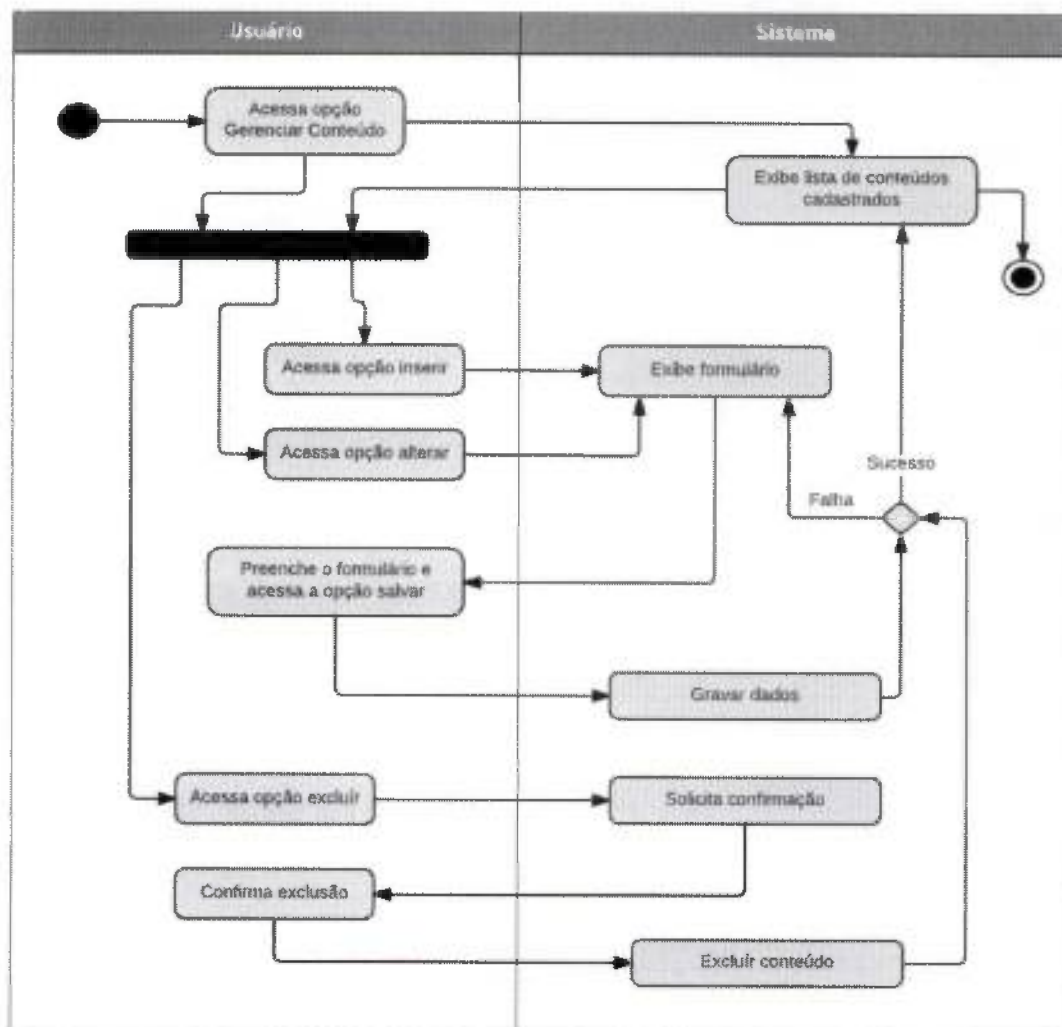 Usuário
Sistema
Acessa opção
Gerenciar Conteúdo
Exibe lista de conteúdos
cadastrados
Acessa opção inserir
Exibe formulário
Acessa opção alterar
Sucesso
Falha
Preenche o formulário e
acessa a opção salvar
Gravar dados
Acessa opção excluir
Solicita confirmação
Confirma exclusão
Excluir conteúdo